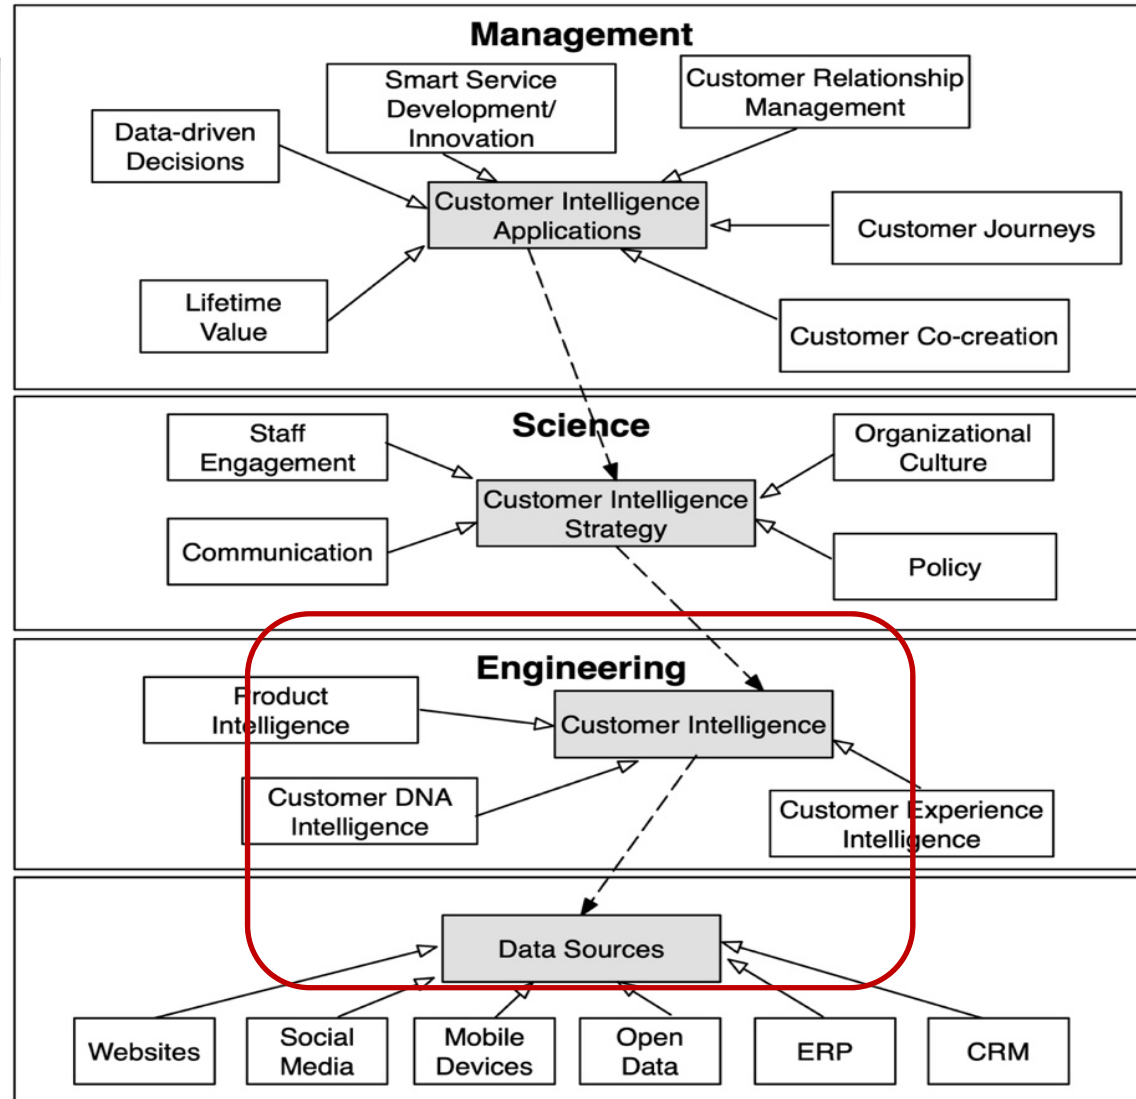 Management
Smart Service
Development/
Innovation
Customer Relationship
Management
Data-driven
Decisions
Customer Intelligence
Applications
Customer Journeys
Lifetime
Value
Customer Co-creation
Science
Staff
Engagement
Organizational
Culture
Customer Intelligence
Strategy
Communication
Policy
Engineering
Product
Intelligence
Customer Intelligence
Customer DNA
Intelligence
Customer Experience
Intelligence
Data Sources
Websites
Social
Media
Mobile
Devices
Open
Data
ERP
CRM